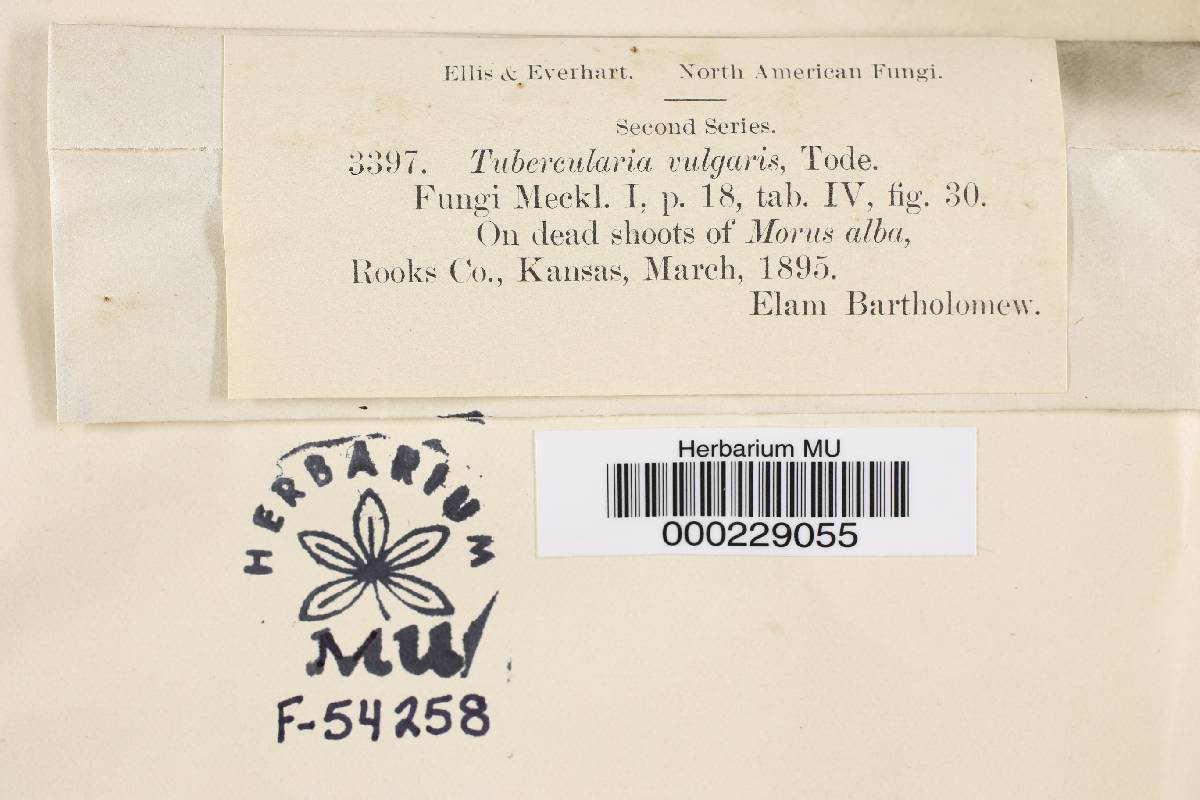 Ellis & Everhart. North American Fungi.
Second Series.
3397. Tubercularia vulgaris, Tode.
Fungi Meckl. I, p. 18, tab. IV, fig. 30.
On dead shoots of Morus alba,
Rooks Co., Kansas, March, 1895.
Elam Bartholomew.
Herbarium MU
000229055
HERBARIUM
MU
F-54258